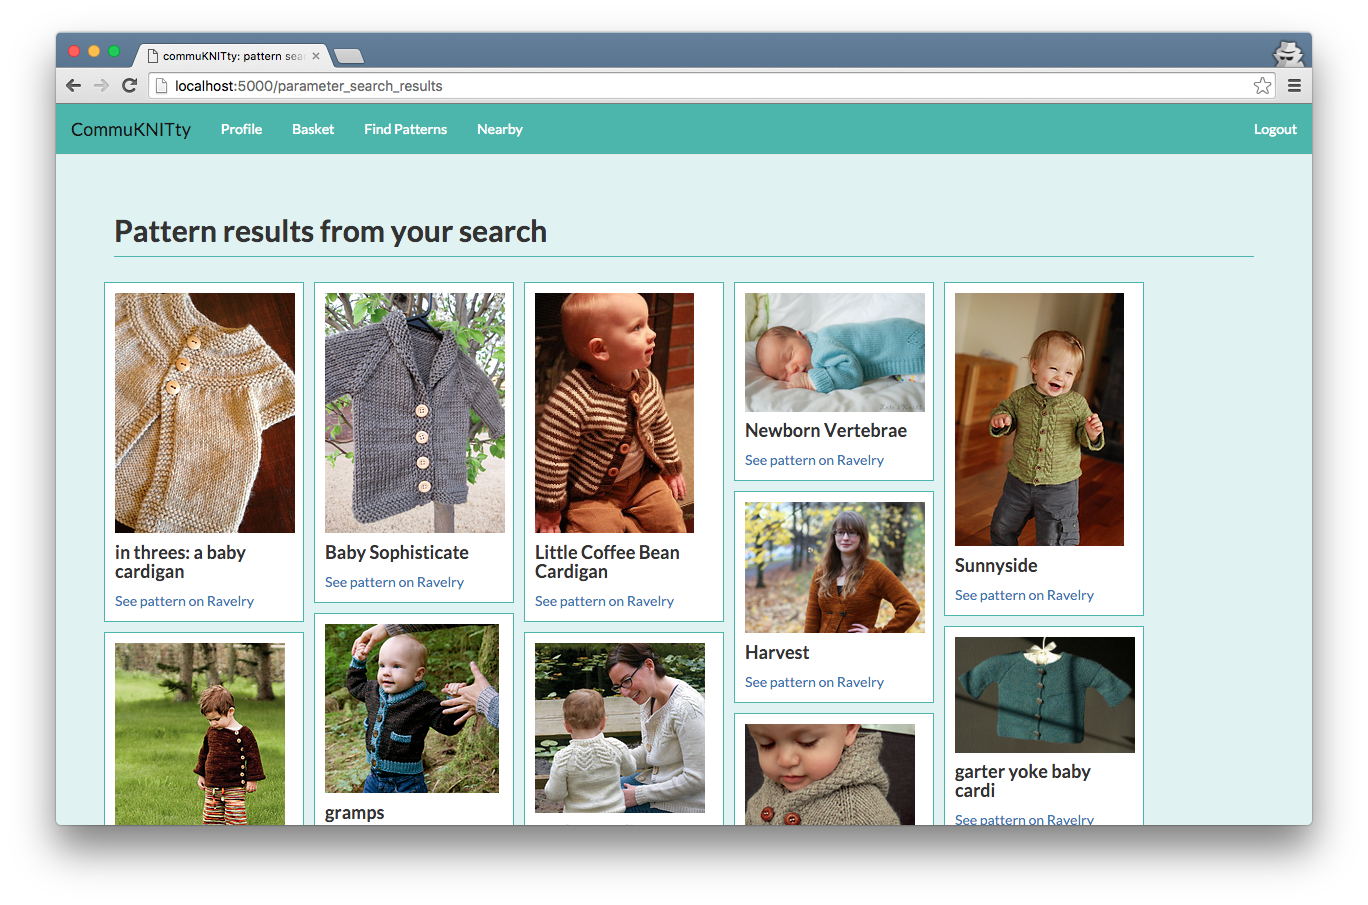 commuKNITty: pattern sear
localhost:5000/parameter_search_results
CommuKNITty
Profile
Basket
Find Patterns
Nearby
Logout
Pattern results from your search
in threes: a baby
cardigan
See pattern on Ravelry
Baby Sophisticate
See pattern on Ravelry
gramps
Little Coffee Bean
Cardigan
See pattern on Ravelry
Newborn Vertebrae
See pattern on Ravelry
Harvest
See pattern on Ravelry
Sunnyside
See pattern on Ravelry
garter yoke baby
cardi
See pattern on Ravelry